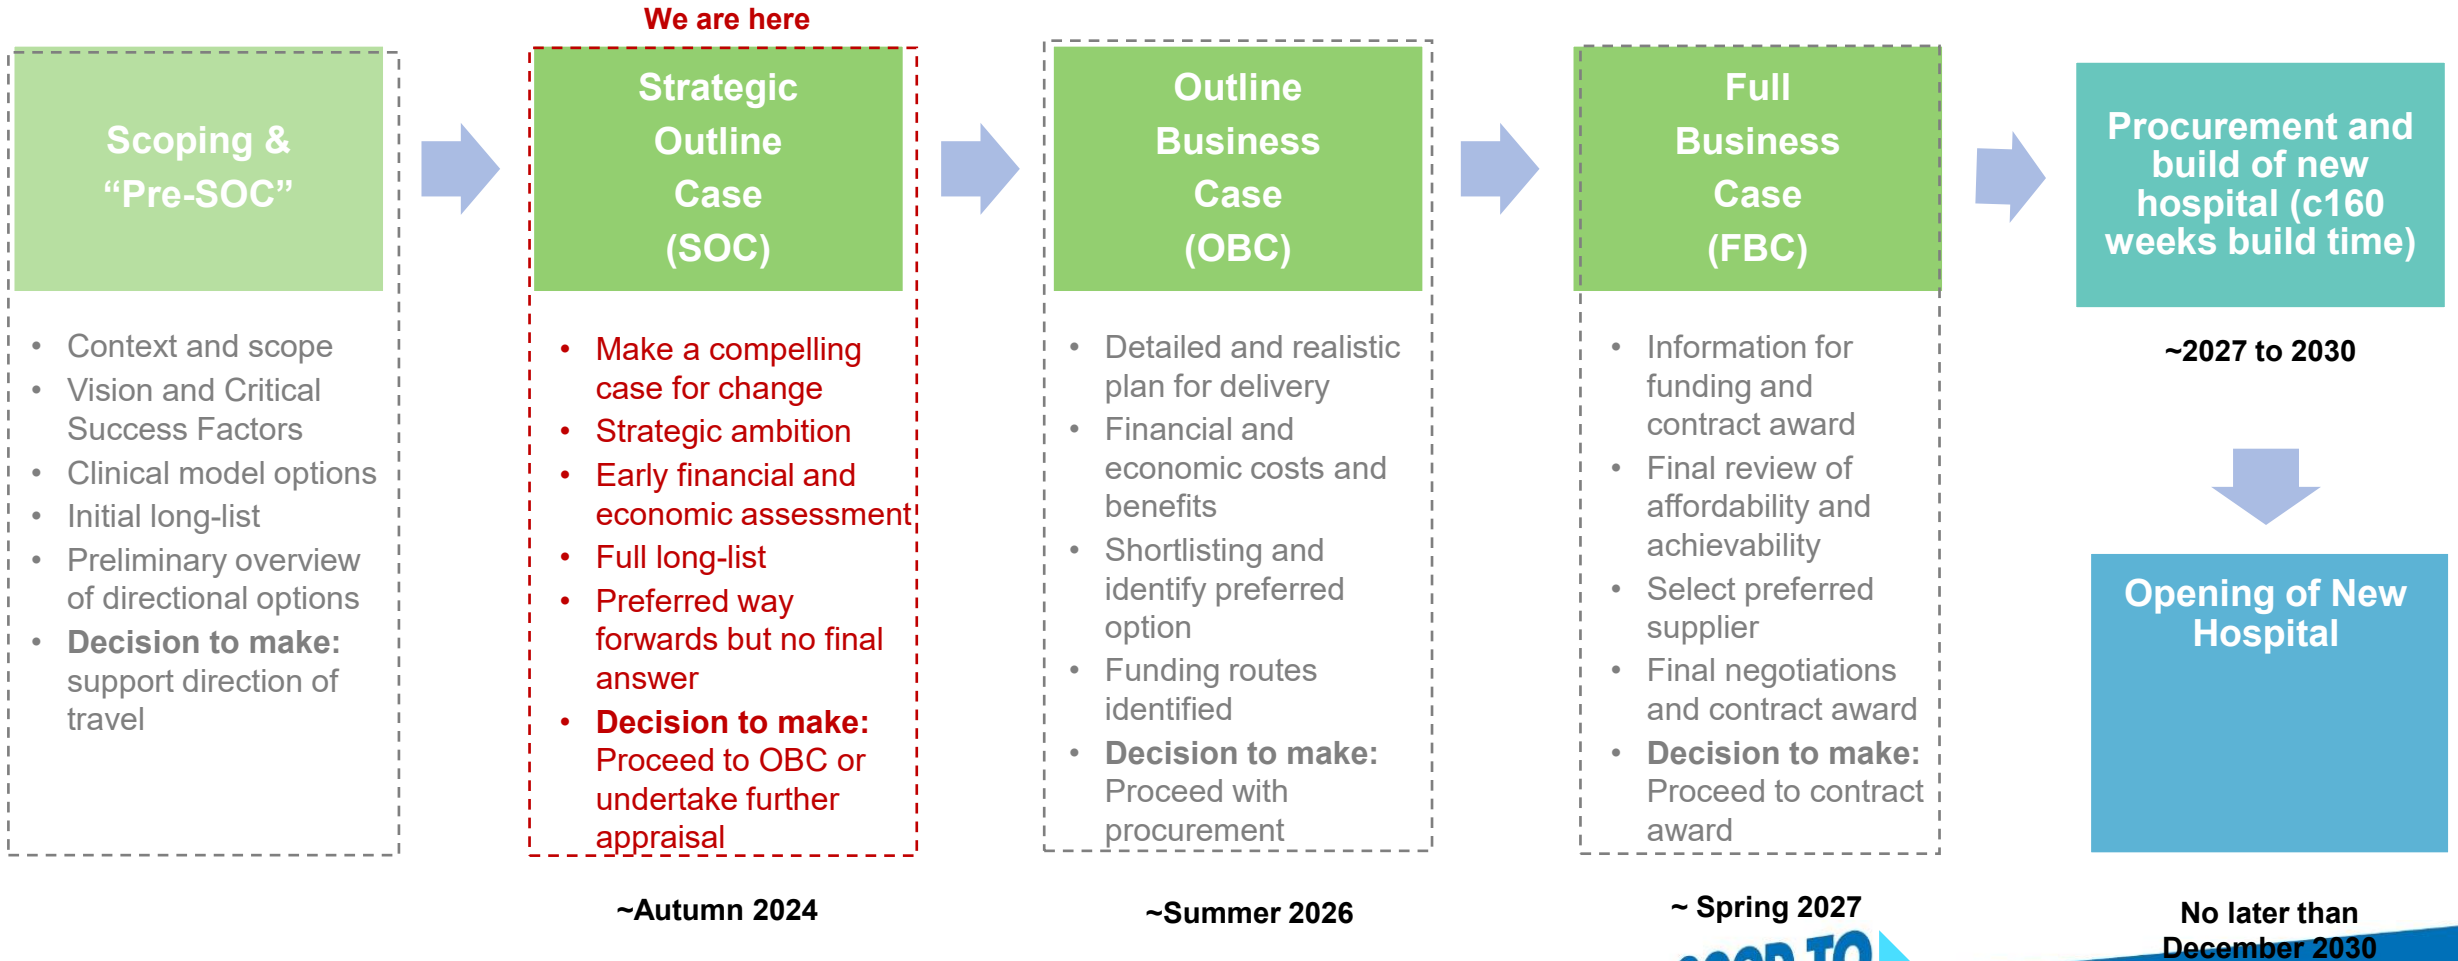 We are here
Scoping &
“Pre-SOC”
• Context and scope
• Vision and Critical
Success Factors
• Clinical model options
• Initial long-list
• Preliminary overview
of directional options
• Decision to make:
support direction of
travel
Strategic
Outline
Case
(SOC)
• Make a compelling
case for change
• Strategic ambition
• Early financial and
economic assessment
• Full long-list
• Preferred way
forwards but no final
answer
• Decision to make:
Proceed to OBC or
undertake further
appraisal
~Autumn 2024
Outline
Business
Case
(OBC)
• Detailed and realistic
plan for delivery
• Financial and
economic costs and
benefits
• Shortlisting and
identify preferred
option
• Funding routes
identified
• Decision to make:
Proceed with
procurement
~Summer 2026
Full
Business
Case
(FBC)
• Information for
funding and
contract award
• Final review of
affordability and
achievability
• Select preferred
supplier
• Final negotiations
and contract award
• Decision to make:
Proceed to contract
award
~ Spring 2027
Procurement and
build of new
hospital (c160
weeks build time)
~2027 to 2030
Opening of New
Hospital
No later than
December 2030
TO